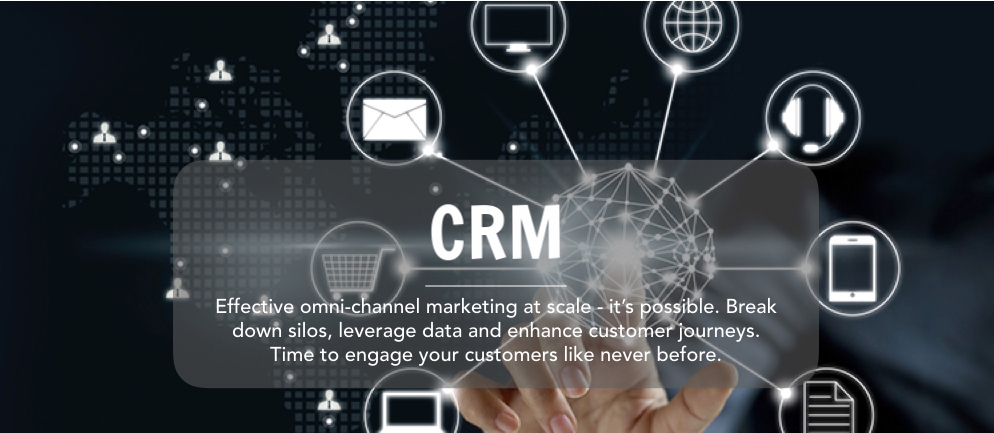 CRM
Effective omni-channel marketing at scale - it's possible. Break
down silos, leverage data and enhance customer journeys.
Time to engage your customers like never before.